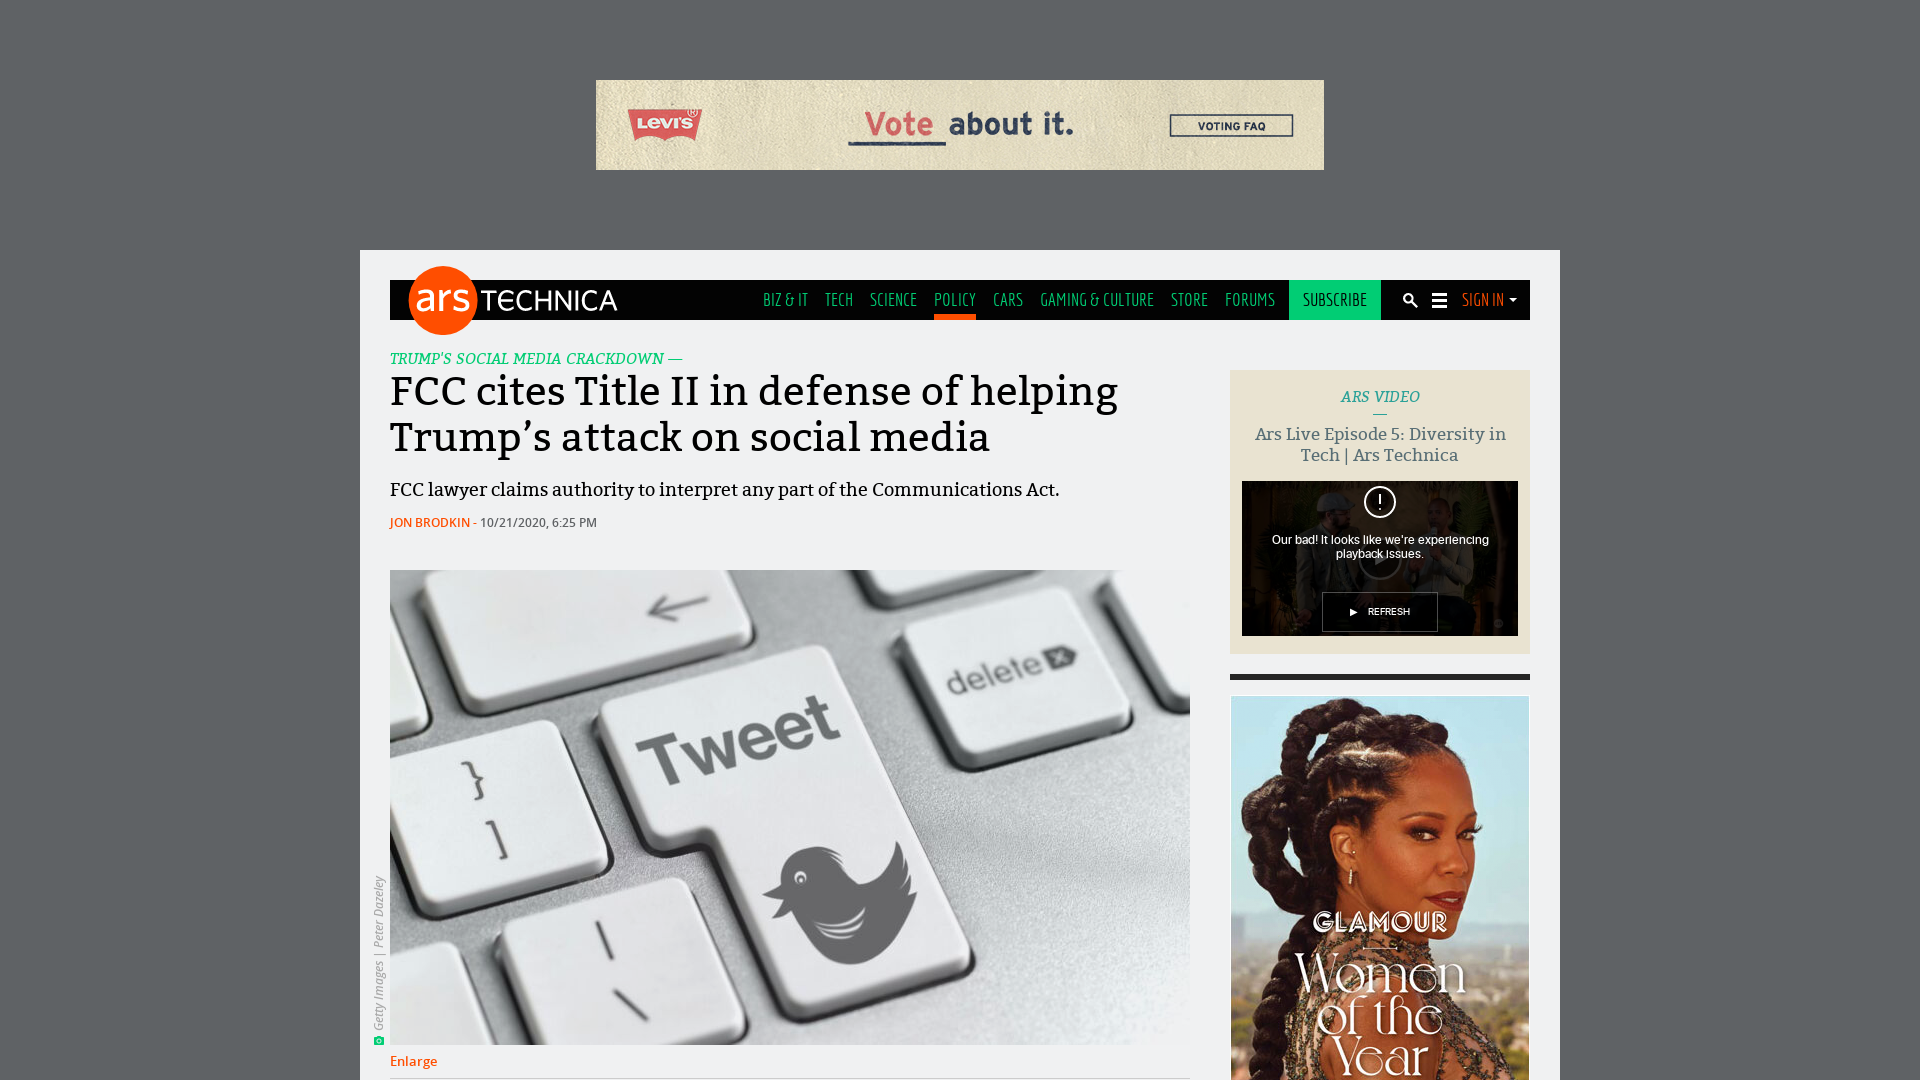 LEVI'S
Vote about it.
VOTING FAQ
ars TECHNICA
BIZ & IT
TECH
SCIENCE
POLICY
CARS
GAMING & CULTURE
STORE
FORUMS
SUBSCRIBE
SIGN IN
TRUMP'S SOCIAL MEDIA CRACKDOWN —
FCC cites Title II in defense of helping
Trump’s attack on social media
FCC lawyer claims authority to interpret any part of the Communications Act.
JON BRODKIN - 10/21/2020, 6:25 PM
Tweet
delete
}
]
\
Getty Images | Peter Dazeley
Enlarge
ARS VIDEO
—
Ars Live Episode 5: Diversity in
Tech | Ars Technica
Our bad! It looks like we're experiencing
playback issues.
REFRESH
GLAMOUR
Women
of the
Year